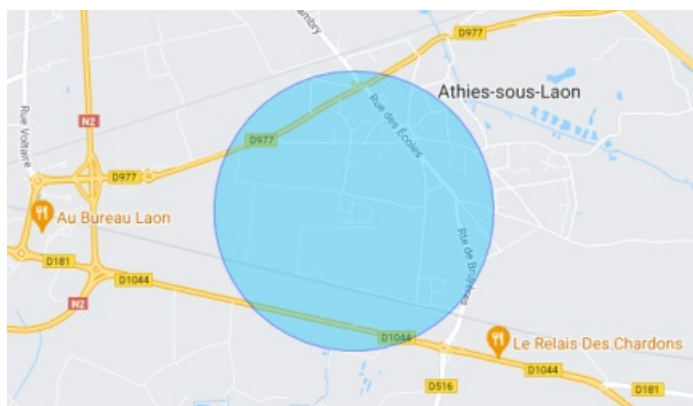 ambry
D977
Athies-sous-Laon
Rue des Écoles
Rue Voltaire
N2
D977
D977
Au Bureau Laon
Rte de Bruyères
D181
D1044
N2
D1044
Le Relais Des Chardons
D1044
D516
D181